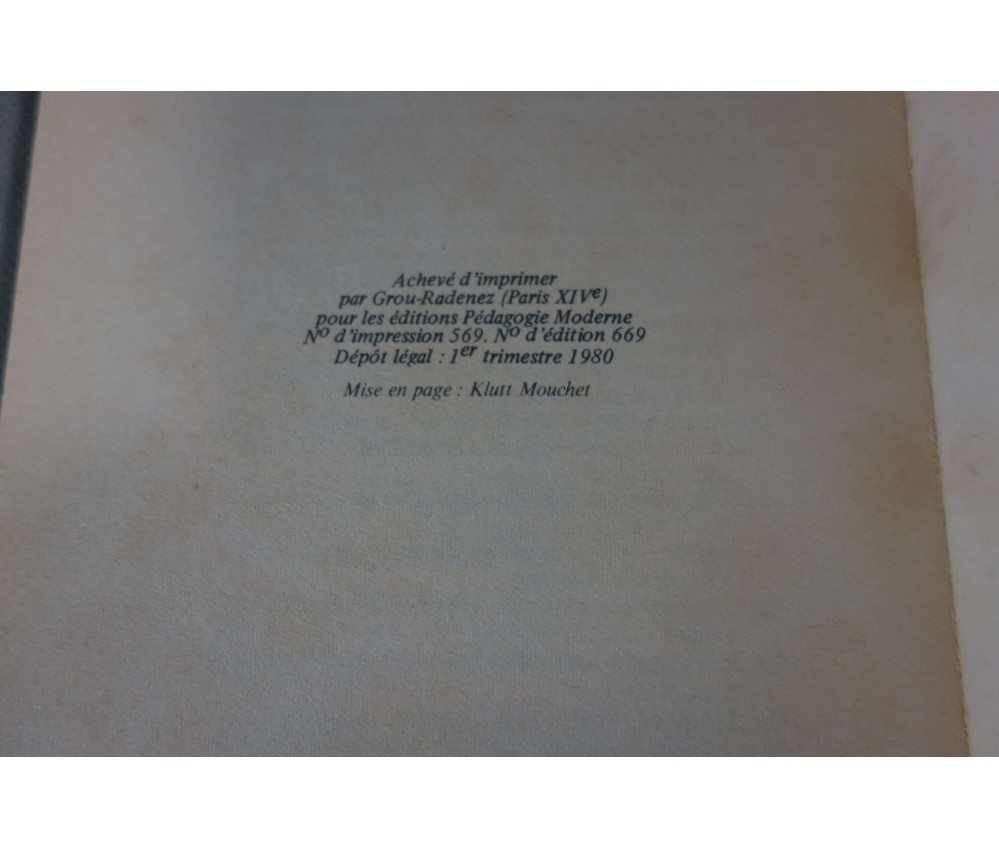 Achevé d'imprimer
par Grou-Radenez (Paris XIVe)
pour les éditions Pédagogie Moderne
No d'impression 569. No d'édition 669
Dépôt légal : 1er trimestre 1980
Mise en page : Klutt Mouchet